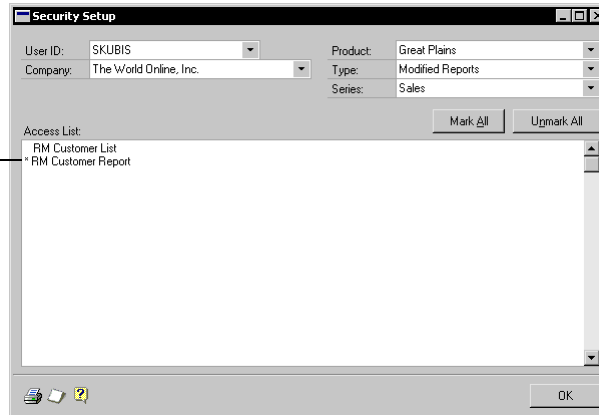 Security Setup
User ID: SKUBIS Product: Great Plains
Company: The World Online, Inc. Type: Modified Reports
Series: Sales
Mark All Unmark All
Access List:
RM Customer List
* RM Customer Report
OK